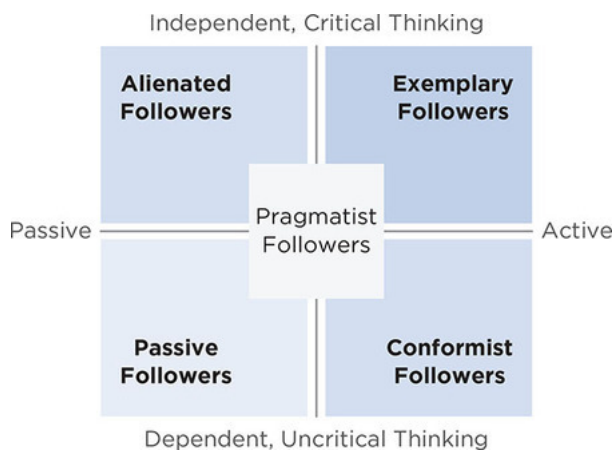 Independent, Critical Thinking
Alienated
Followers
Exemplary
Followers
Passive
Pragmatist
Followers
Active
Passive
Followers
Conformist
Followers
Dependent, Uncritical Thinking